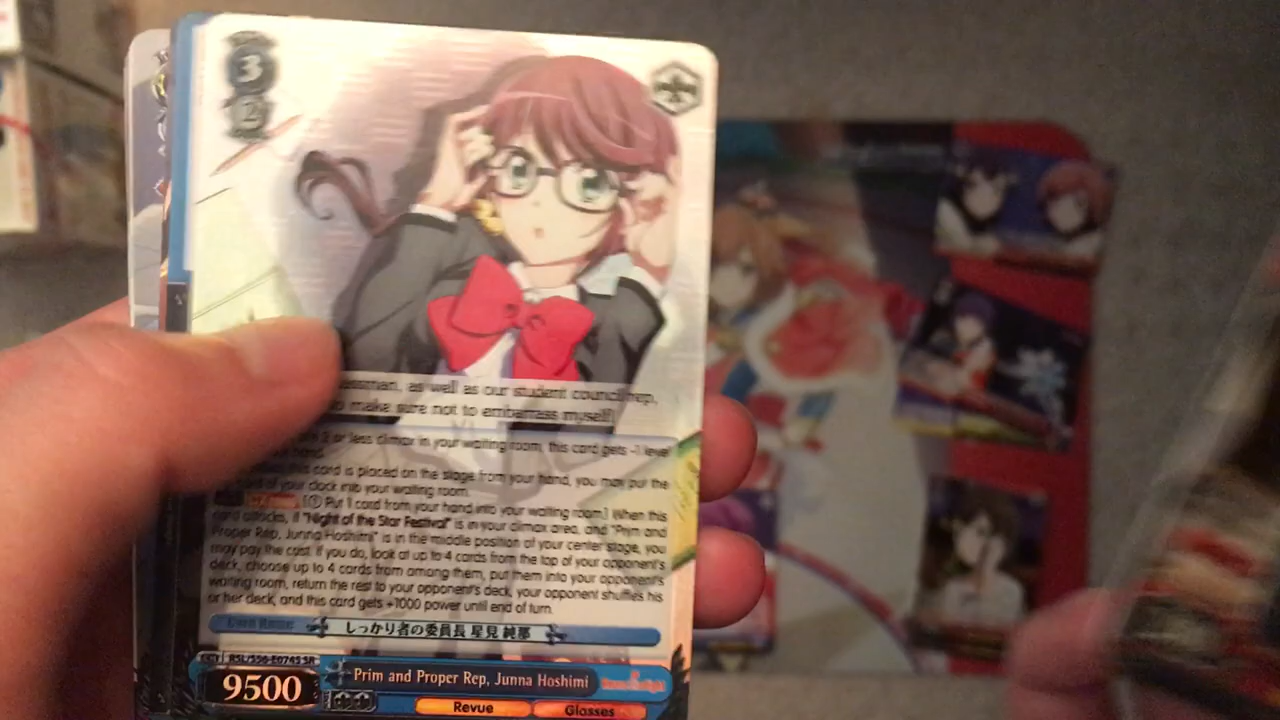 3
2
assman, as well as our student council rep,
o make sure not to embarrass myself]
2 or less climax in your waiting room, this card gets -1 level
hand.
this card is placed on the stage from your hand, you may put the
card of your clock into your waiting room.
[① Put 1 card from your hand into your waiting room] When this
card attacks, if "Night of the Star Festival" is in your climax area, and "Prim and
Proper Rep, Junna Hoshimi" is in the middle position of your center stage, you
may pay the cost. If you do, look at up to 4 cards from the top of your opponent's
deck, choose up to 4 cards from among them, put them into your opponent's
waiting room, return the rest to your opponent's deck, your opponent shuffles his
or her deck, and this card gets +1000 power until end of turn.
しっかり者の委員長 星見 純那
RSL/S56-E074S SR
Prim and Proper Rep, Junna Hoshimi
9500
Revue
Glasses